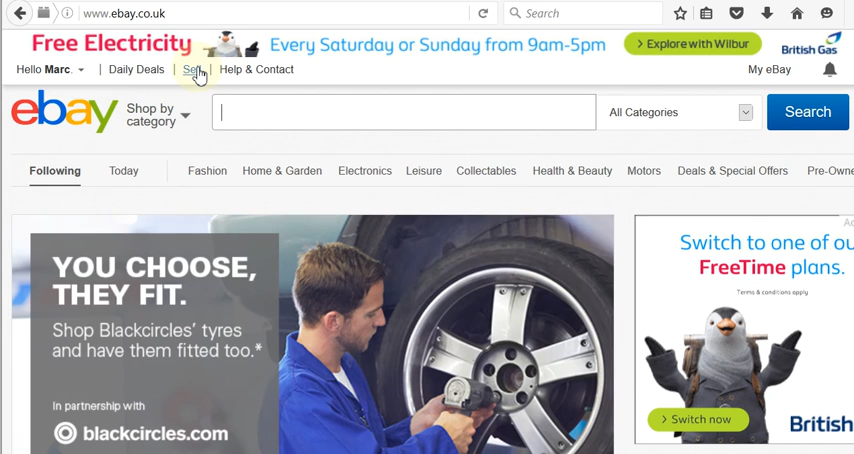 www.ebay.co.uk
Search
Free Electricity Every Saturday or Sunday from 9am-5pm
> Explore with Wilbur
British Gas
Hello Marc. | Daily Deals | Sell | Help & Contact My eBay
ebay Shop by category
All Categories
Search
Following Today Fashion Home & Garden Electronics Leisure Collectables Health & Beauty Motors Deals & Special Offers Pre-Owne
YOU CHOOSE,
THEY FIT.
Shop Blackcircles' tyres
and have them fitted too.*
In partnership with
blackcircles.com
Switch to one of ou
FreeTime plans.
Terms & conditions apply
> Switch now
British